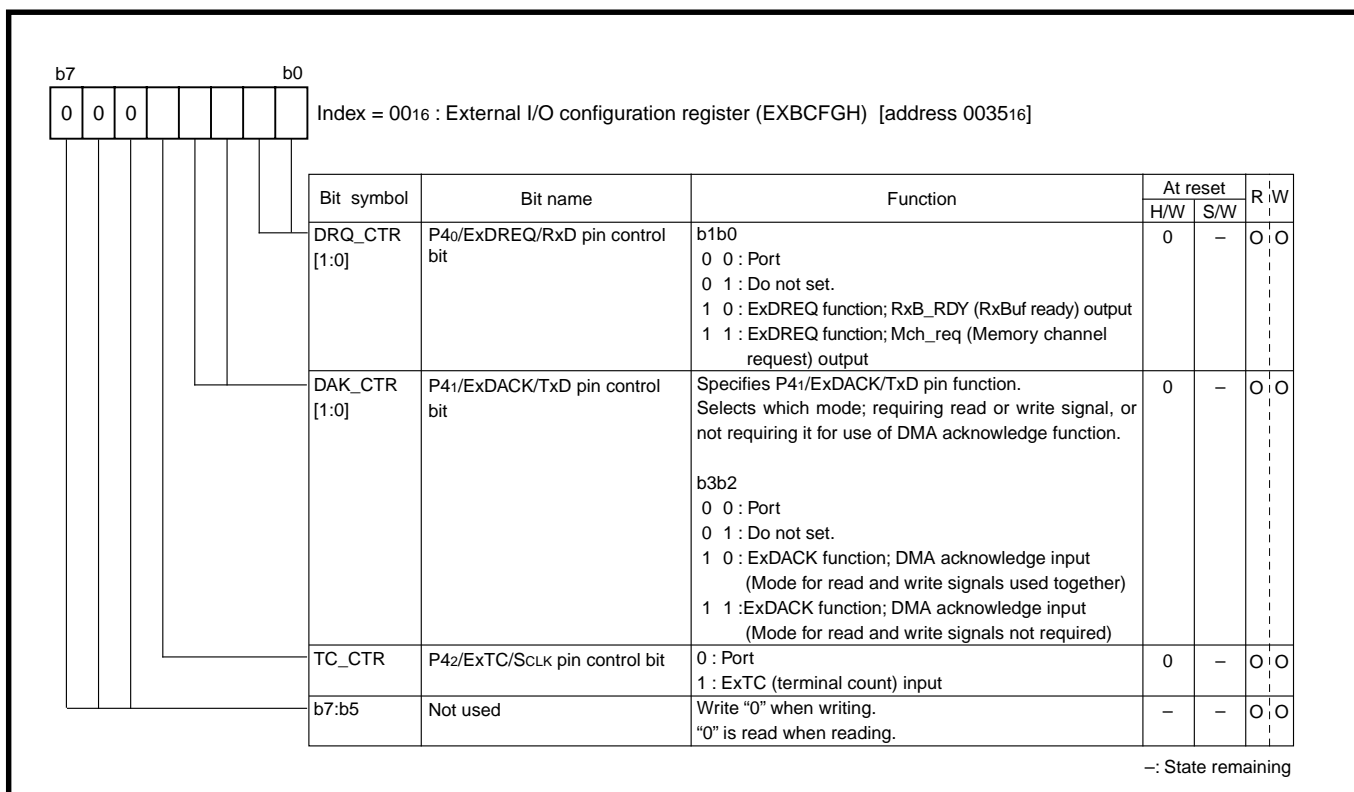 b7 b0
0 0 0 Index = 0016 : External I/O configuration register (EXBCFGH) [address 003516]
Bit symbol Bit name Function At reset R W
H/W S/W
DRQ_CTR P40/ExDREQ/RxD pin control b1b0 0 – O O
[1:0] bit 0 0 : Port
0 1 : Do not set.
1 0 : ExDREQ function; RxB_RDY (RxBuf ready) output
1 1 : ExDREQ function; Mch_req (Memory channel
request) output
DAK_CTR P41/ExDACK/TxD pin control Specifies P41/ExDACK/TxD pin function. 0 – O O
[1:0] bit Selects which mode; requiring read or write signal, or
not requiring it for use of DMA acknowledge function.
b3b2
0 0 : Port
0 1 : Do not set.
1 0 : ExDACK function; DMA acknowledge input
(Mode for read and write signals used together)
1 1 :ExDACK function; DMA acknowledge input
(Mode for read and write signals not required)
TC_CTR P42/ExTC/SCLK pin control bit 0 : Port 0 – O O
1 : ExTC (terminal count) input
b7:b5 Not used Write “0” when writing. – – O O
“0” is read when reading.
–: State remaining